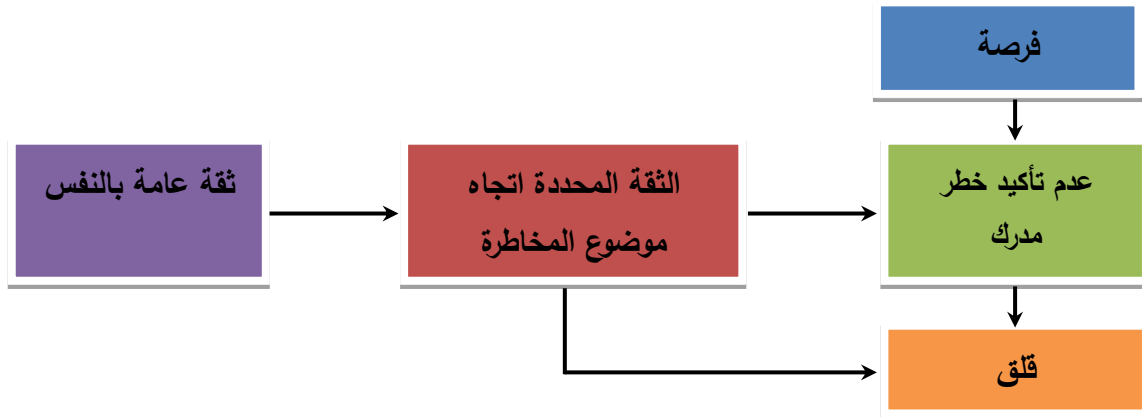 فرصة
عدم تأكيد خطر
مدرك
الثقة المحددة اتجاه
موضوع المخاطرة
ثقة عامة بالنفس
قلق